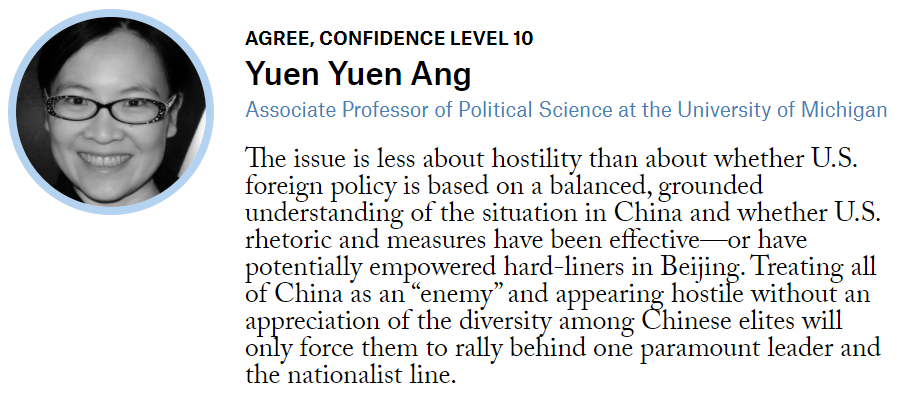 AGREE, CONFIDENCE LEVEL 10
Yuen Yuen Ang
Associate Professor of Political Science at the University of Michigan
The issue is less about hostility than about whether U.S.
foreign policy is based on a balanced, grounded
understanding of the situation in China and whether U.S.
rhetoric and measures have been effective—or have
potentially empowered hard-liners in Beijing. Treating all
of China as an “enemy” and appearing hostile without an
appreciation of the diversity among Chinese elites will
only force them to rally behind one paramount leader and
the nationalist line.